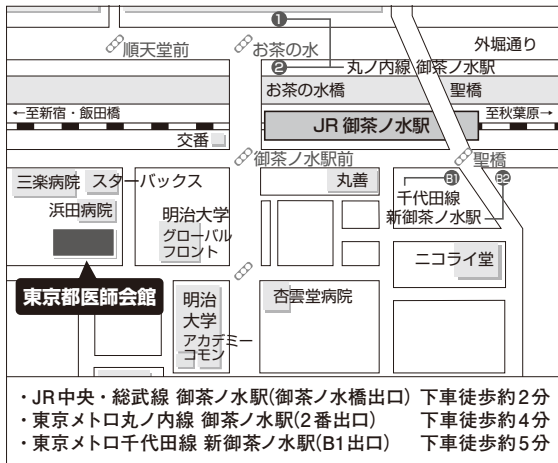 ❶
順天堂前
お茶の水
外堀通り
❷
丸ノ内線 御茶ノ水駅
お茶の水橋
聖橋
←至新宿・飯田橋
至秋葉原→
JR 御茶ノ水駅
交番
御茶ノ水駅前
聖橋
三楽病院
スターバックス
丸善
B1
B2
千代田線
新御茶ノ水駅
浜田病院
明治大学
グローバル
フロント
ニコライ堂
東京都医師会館
明治
大学
アカデミー
コモン
杏雲堂病院
・JR中央・総武線 御茶ノ水駅(御茶ノ水橋出口) 下車徒歩約2分
・東京メトロ丸ノ内線 御茶ノ水駅(2番出口) 下車徒歩約4分
・東京メトロ千代田線 新御茶ノ水駅(B1出口) 下車徒歩約5分